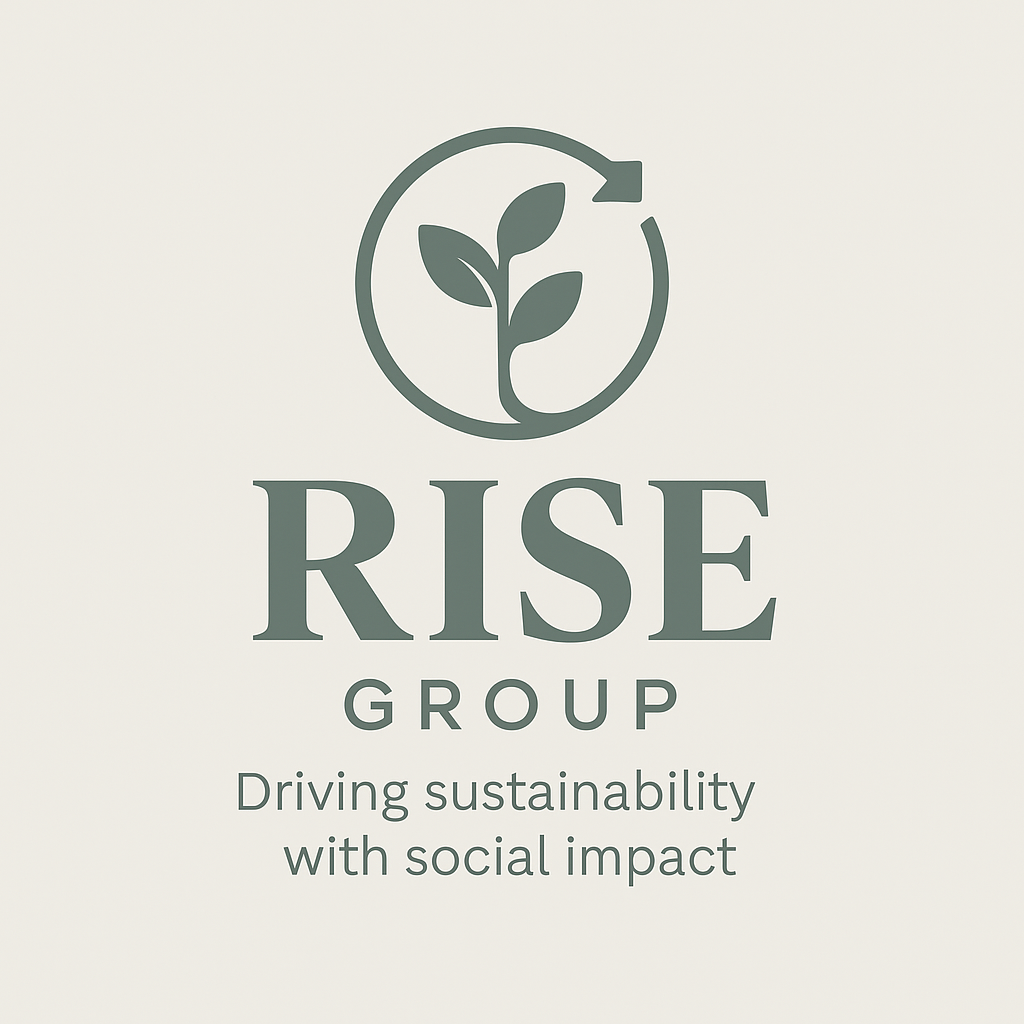 RISE
GROUP
Driving sustainability
with social impact